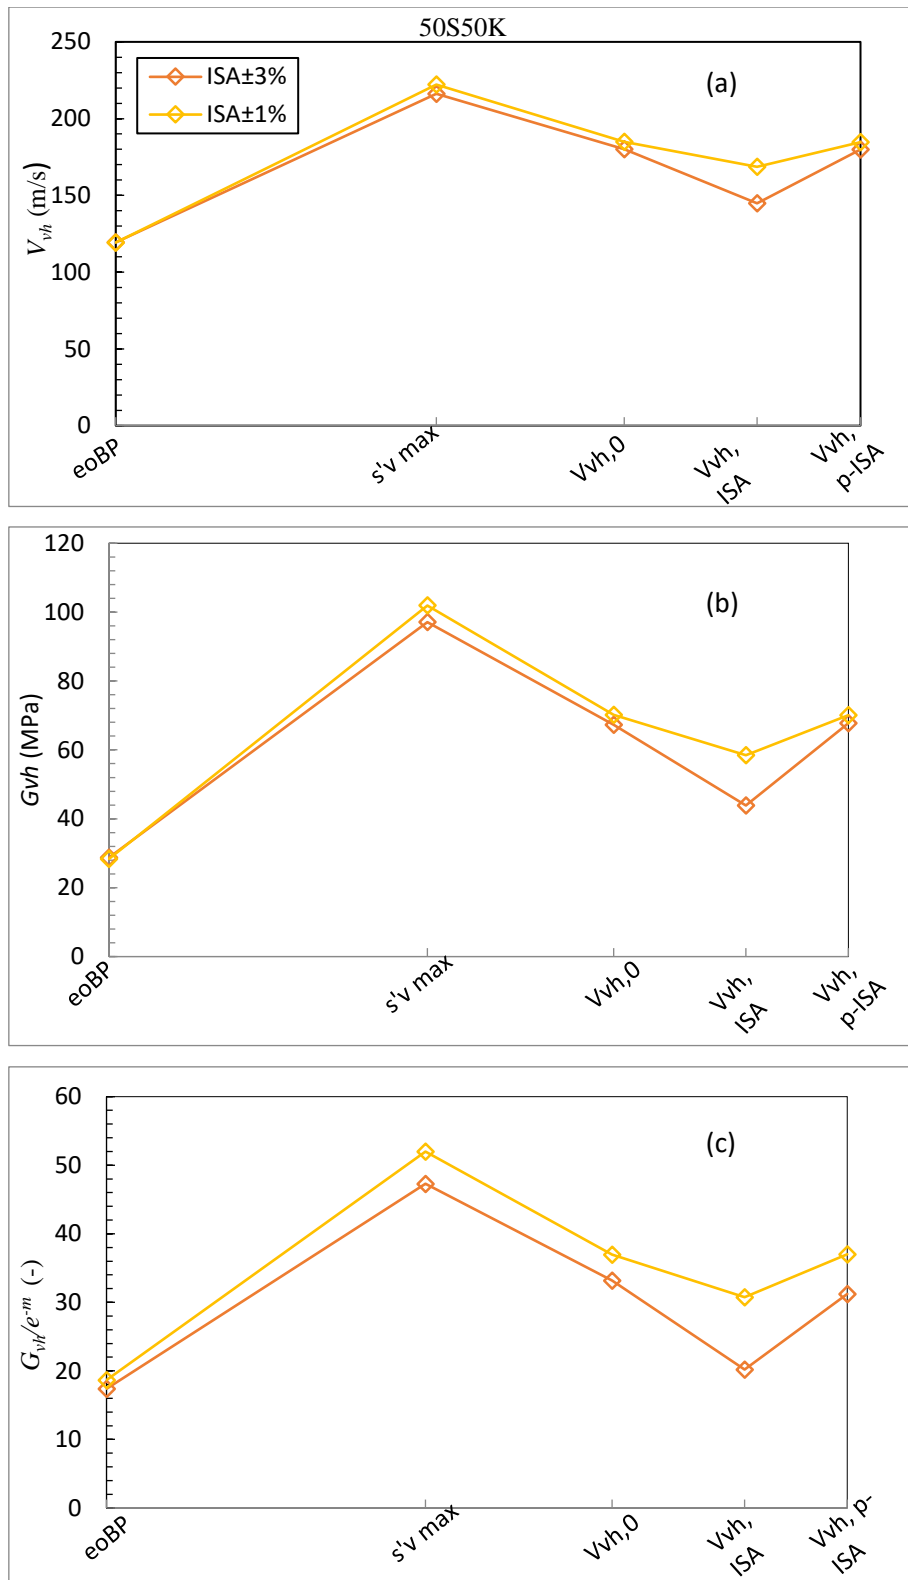 50S50K
250
200
150
100
50
0
V_vh (m/s)
ISA±3%
ISA±1%
(a)
eoBP
s'v max
Vvh,0
Vvh,
ISA
Vvh,
p-ISA
120
100
80
60
40
20
0
Gvh (MPa)
(b)
eoBP
s'v max
Vvh,0
Vvh,
ISA
Vvh,
p-ISA
60
50
40
30
20
10
0
G_vh/e^-m (-)
(c)
eoBP
s'v max
Vvh,0
Vvh,
ISA
Vvh, p-
ISA